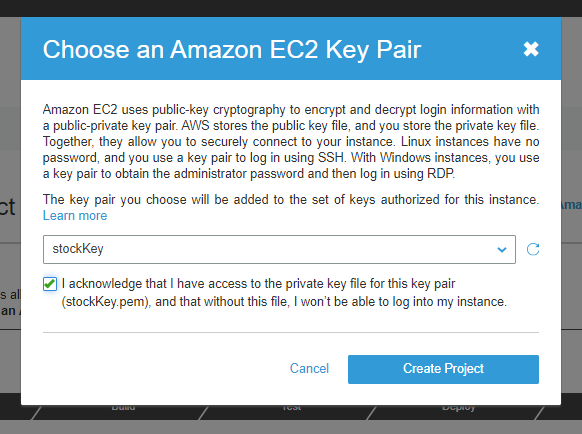 Choose an Amazon EC2 Key Pair
Amazon EC2 uses public-key cryptography to encrypt and decrypt login information with
a public-private key pair. AWS stores the public key file, and you store the private key file.
Together, they allow you to securely connect to your instance. Linux instances have no
password, and you use a key pair to log in using SSH. With Windows instances, you use
a key pair to obtain the administrator password and then log in using RDP.
The key pair you choose will be added to the set of keys authorized for this instance.
Learn more
stockKey
I acknowledge that I have access to the private key file for this key pair
(stockKey.pem), and that without this file, I won't be able to log into my instance.
Cancel
Create Project
ct
Ama
s al
an
Build
Test
Deploy